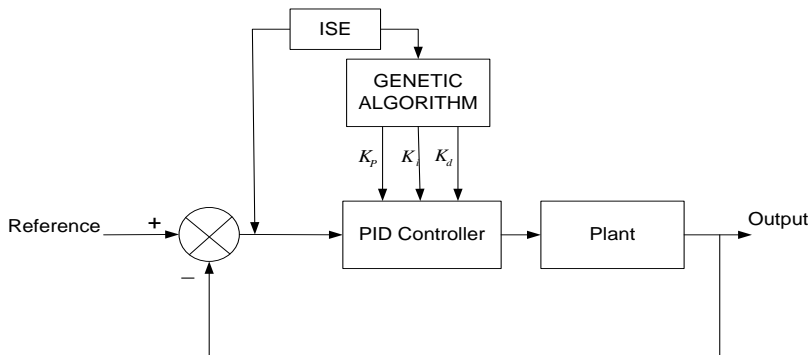 ISE
GENETIC
ALGORITHM
K_P K_i K_d
Reference
+
PID Controller
Plant
Output
−